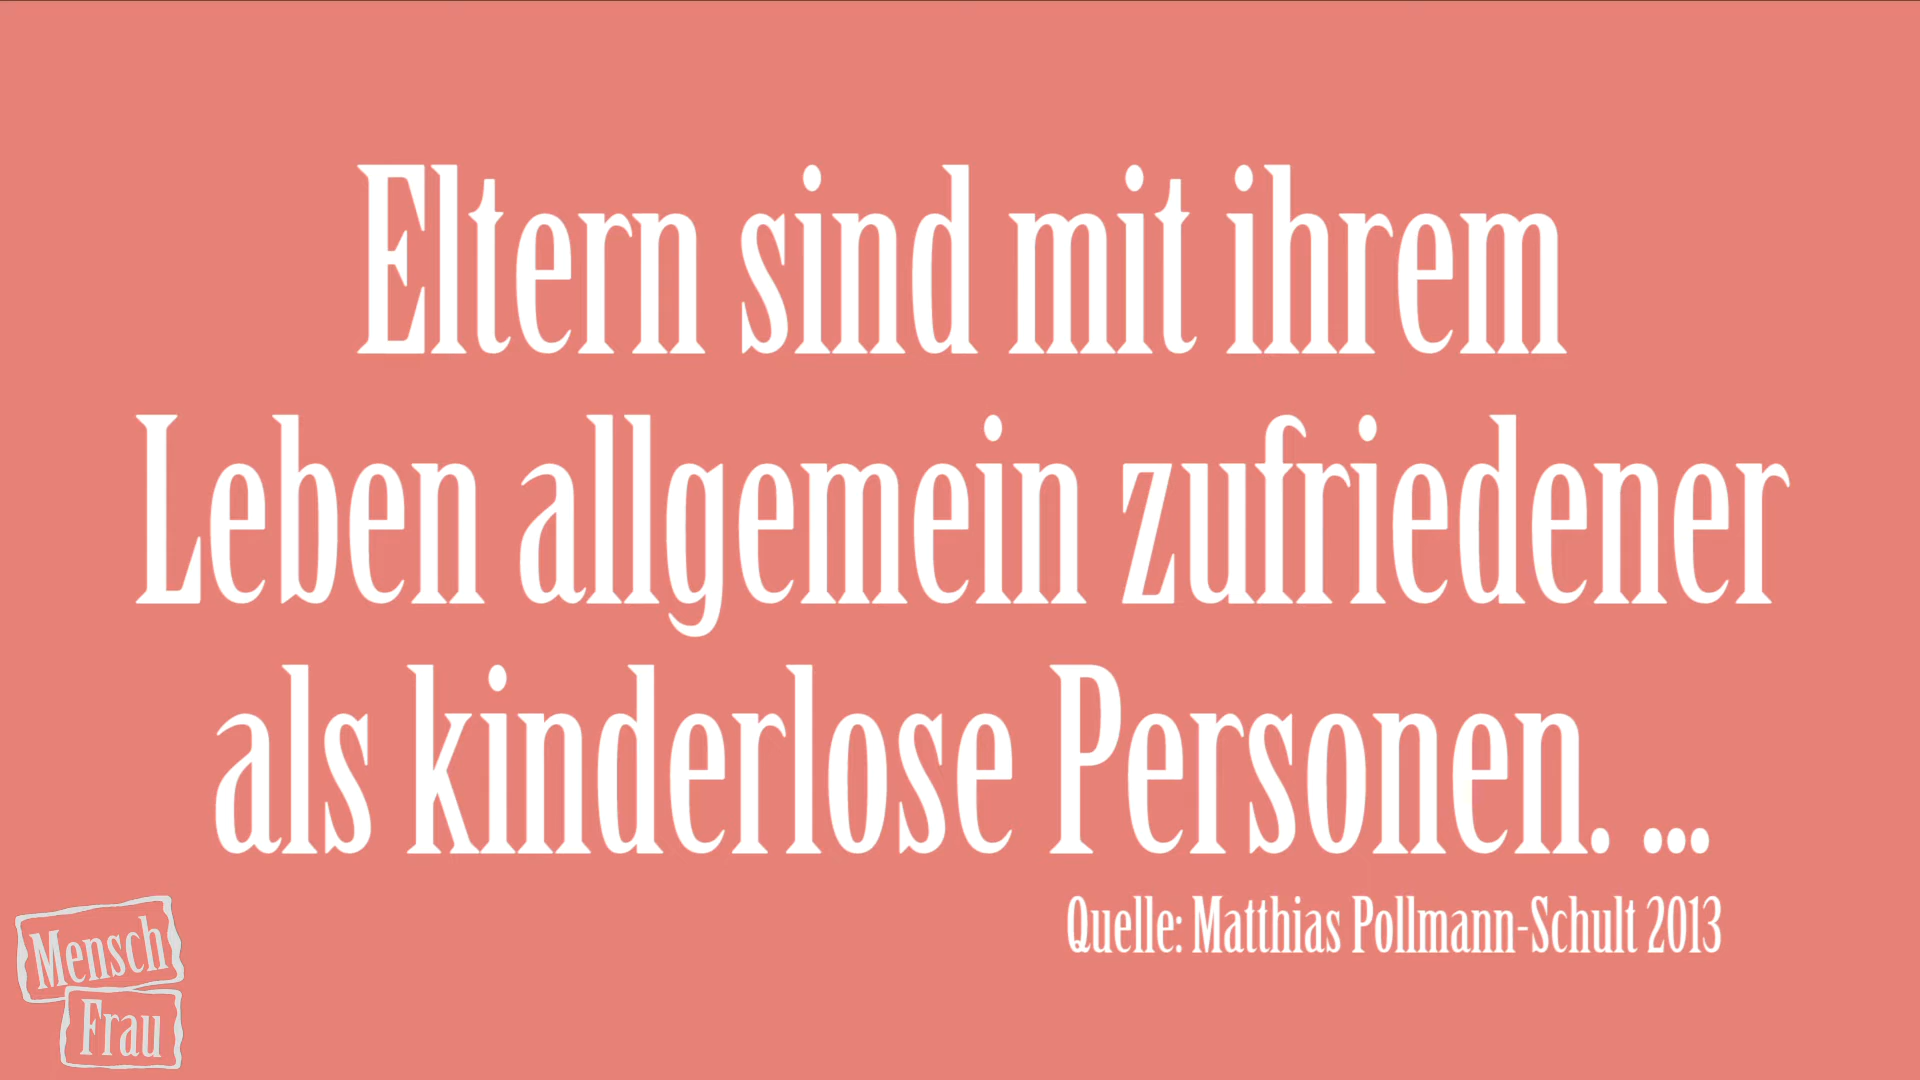 Eltern sind mit ihrem
Leben allgemein zufriedener
als kinderlose Personen. ...
Quelle: Matthias Pollmann-Schult 2013
Mensch
Frau